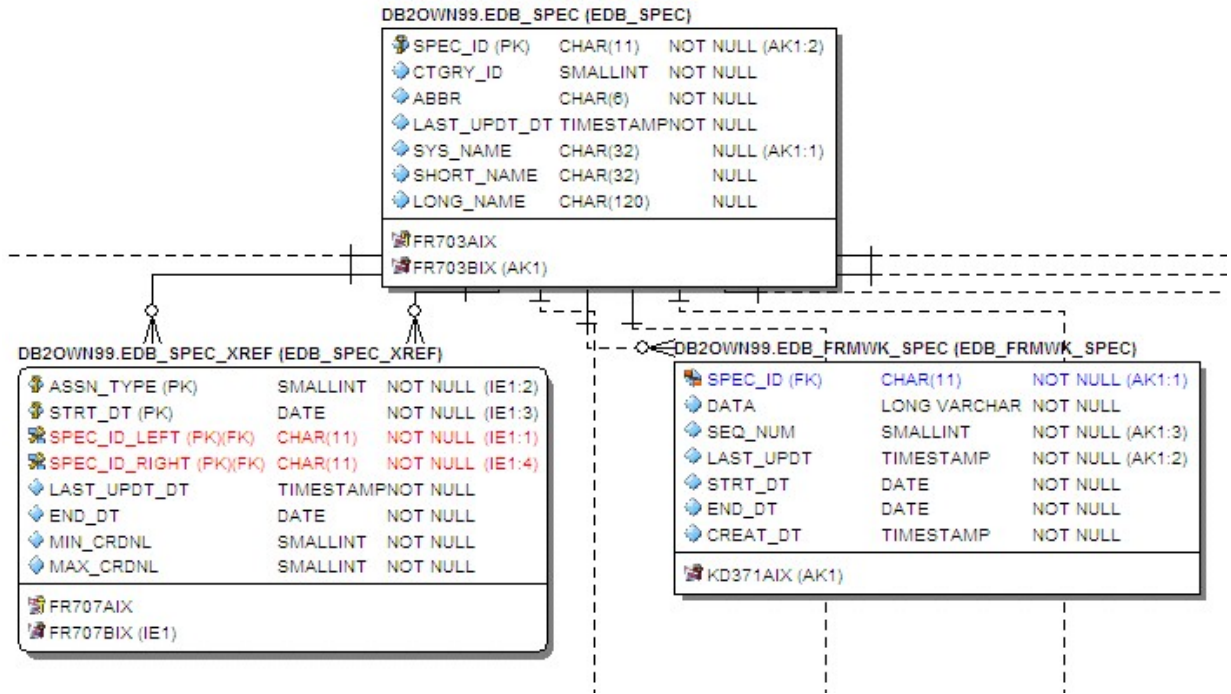 DB2OWN99.EDB_SPEC (EDB_SPEC)
SPEC_ID (PK) CHAR(11) NOT NULL (AK1:2)
CTGRY_ID SMALLINT NOT NULL
ABBR CHAR(6) NOT NULL
LAST_UPDT_DT TIMESTAMPNOT NULL
SYS_NAME CHAR(32) NULL (AK1:1)
SHORT_NAME CHAR(32) NULL
LONG_NAME CHAR(120) NULL
FR703AIX
FR703BIX (AK1)
DB2OWN99.EDB_SPEC_XREF (EDB_SPEC_XREF)
ASSN_TYPE (PK) SMALLINT NOT NULL (IE1:2)
STRT_DT (PK) DATE NOT NULL (IE1:3)
SPEC_ID_LEFT (PK)(FK) CHAR(11) NOT NULL (IE1:1)
SPEC_ID_RIGHT (PK)(FK) CHAR(11) NOT NULL (IE1:4)
LAST_UPDT_DT TIMESTAMPNOT NULL
END_DT DATE NOT NULL
MIN_CRDNL SMALLINT NOT NULL
MAX_CRDNL SMALLINT NOT NULL
FR707AIX
FR707BIX (IE1)
DB2OWN99.EDB_FRMWK_SPEC (EDB_FRMWK_SPEC)
SPEC_ID (FK) CHAR(11) NOT NULL (AK1:1)
DATA LONG VARCHAR NOT NULL
SEQ_NUM SMALLINT NOT NULL (AK1:3)
LAST_UPDT TIMESTAMP NOT NULL (AK1:2)
STRT_DT DATE NOT NULL
END_DT DATE NOT NULL
CREAT_DT TIMESTAMP NOT NULL
KD371AIX (AK1)